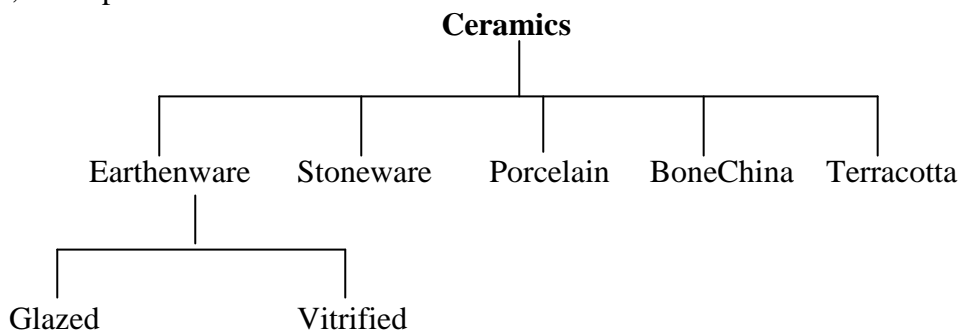 Ceramics
Earthenware Stoneware Porcelain BoneChina Terracotta
Glazed Vitrified